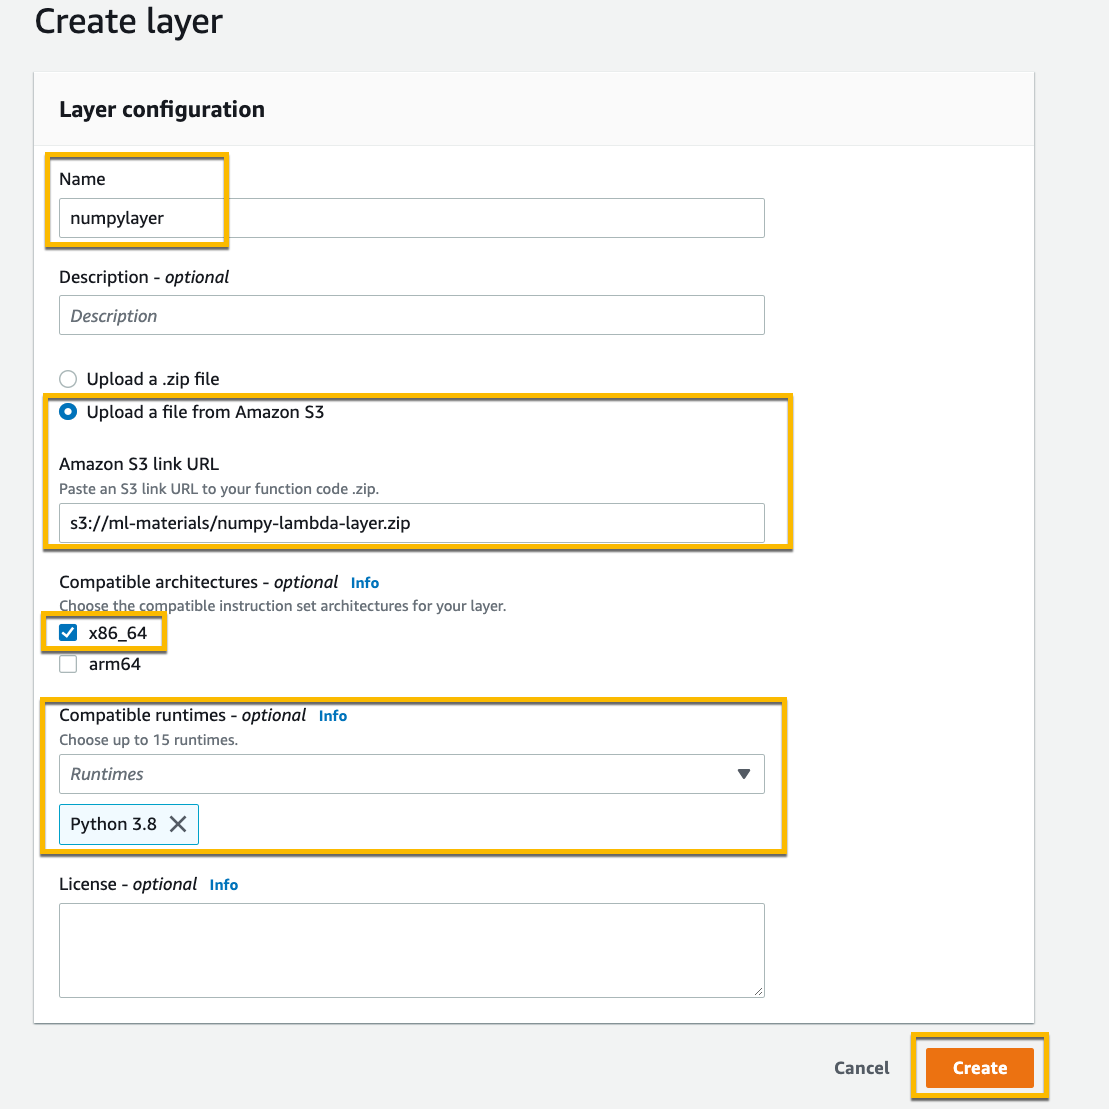 Create layer
Layer configuration
Name
numpylayer
Description - optional
Description
Upload a .zip file
Upload a file from Amazon S3
Amazon S3 link URL
Paste an S3 link URL to your function code .zip.
s3://ml-materials/numpy-lambda-layer.zip
Compatible architectures - optional Info
Choose the compatible instruction set architectures for your layer.
x86_64
arm64
Compatible runtimes - optional Info
Choose up to 15 runtimes.
Runtimes
Python 3.8
License - optional Info
Cancel Create